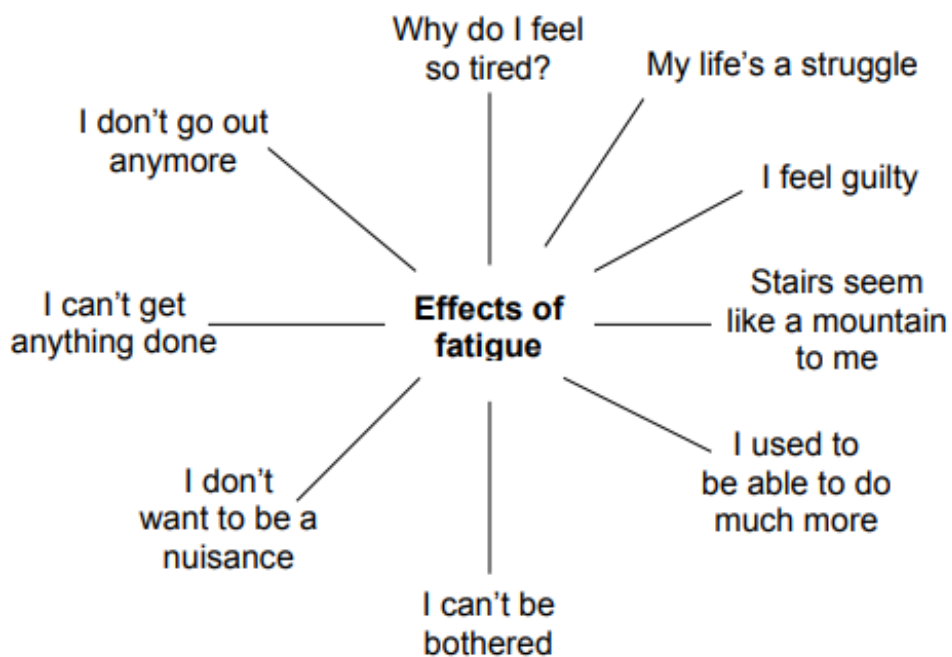 Why do I feel
so tired?
My life’s a struggle
I feel guilty
Stairs seem
like a mountain
to me
I used to
be able to do
much more
I can’t be
bothered
I don’t
want to be a
nuisance
I can’t get
anything done
I don’t go out
anymore
Effects of
fatigue